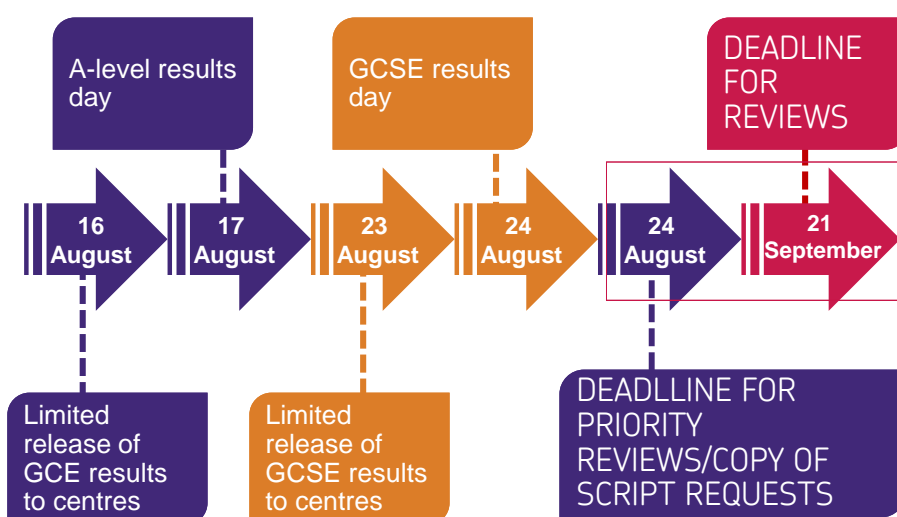 A-level results
day
GCSE results
day
DEADLINE
FOR
REVIEWS
16
August
17
August
23
August
24
August
24
August
21
September
Limited
release of
GCE results
to centres
Limited
release of
GCSE results
to centres
DEADLLINE FOR
PRIORITY
REVIEWS/COPY OF
SCRIPT REQUESTS